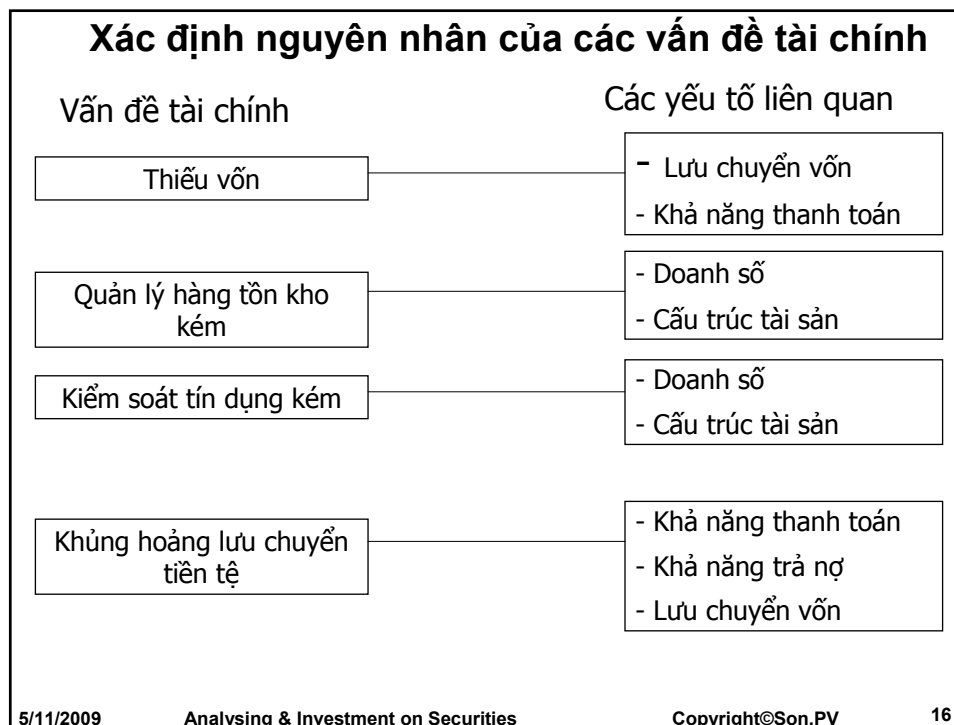 Xác định nguyên nhân của các vấn đề tài chính
Vấn đề tài chính
Các yếu tố liên quan
Thiếu vốn
- Lưu chuyển vốn
- Khả năng thanh toán
Quản lý hàng tồn kho
kém
- Doanh số
- Cấu trúc tài sản
Kiểm soát tín dụng kém
- Doanh số
- Cấu trúc tài sản
Khủng hoảng lưu chuyển
tiền tệ
- Khả năng thanh toán
- Khả năng trả nợ
- Lưu chuyển vốn
5/11/2009 Analysing & Investment on Securities Copyright©Son.PV 16